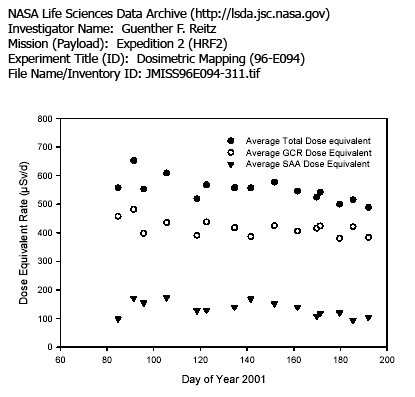 NASA Life Sciences Data Archive (http://lsda.jsc.nasa.gov)
Investigator Name: Guenther F. Reitz
Mission (Payload): Expedition 2 (HRF2)
Experiment Title (ID): Dosimetric Mapping (96-E094)
File Name/Inventory ID: JMISS96E094-311.tif
800
700
600
500
400
300
200
100
0
Dose Equivalent Rate (µSv/d)
Average Total Dose equivalent
Average GCR Dose Equivalent
Average SAA Dose Equivalent
60 80 100 120 140 160 180 200
Day of Year 2001